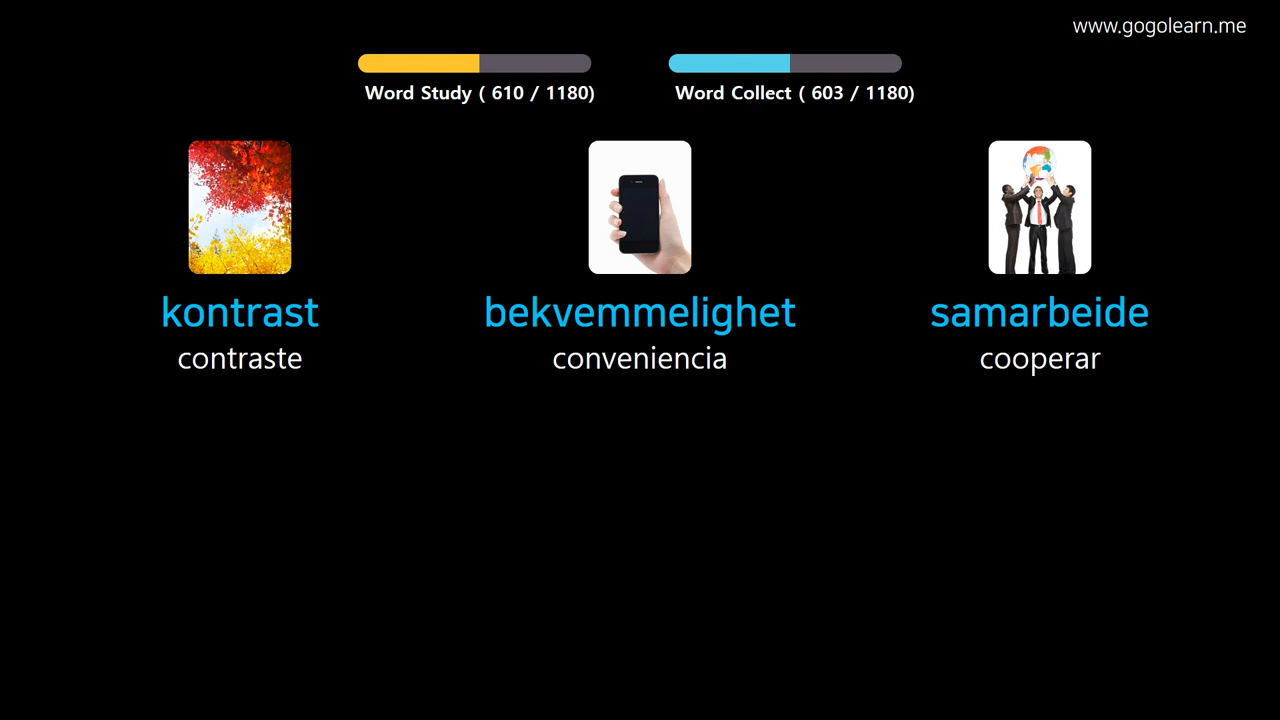 www.gogolearn.me
Word Study ( 610 / 1180)
Word Collect ( 603 / 1180)
kontrast
contraste
bekvemmelighet
conveniencia
samarbeide
cooperar